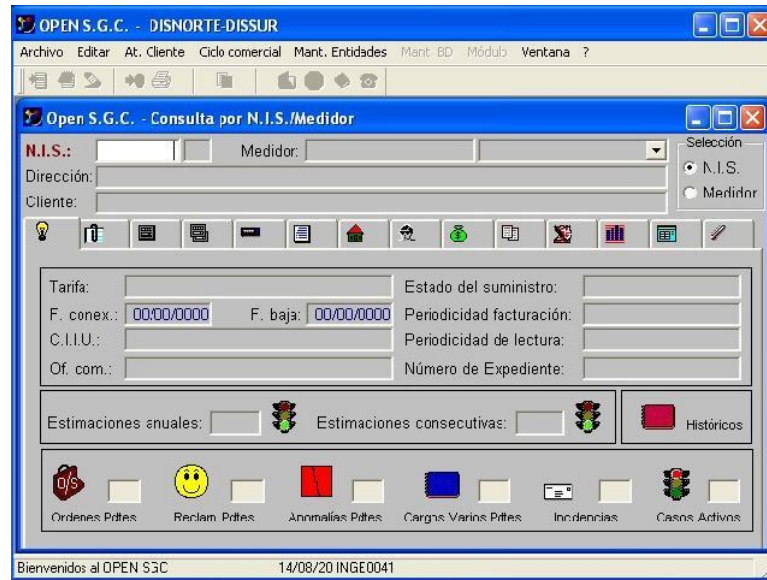 OPEN S.G.C. - DISNORTE-DISSUR
Archivo Editar At. Cliente Ciclo comercial Mant. Entidades Mant. BD Módulo Ventana ?
Open S.G.C. - Consulta por N.I.S./Medidor
N.I.S.: Medidor: Selección
N.I.S.
Dirección:
Medidor
Cliente:
Tarifa: Estado del suministro:
F. conex.: 00/00/0000 F. baja: 00/00/0000 Periodicidad facturación:
C.I.I.U.: Periodicidad de lectura:
Of. com.: Número de Expediente:
Estimaciones anuales: Estimaciones consecutivas: Históricos
O/S
Ordenes Pdtes Reclam. Pdtes Anomalías Pdtes Cargos Varios Pdtes Incidencias Casos Activos
Bienvenidos al OPEN SGC 14/08/20 INGE0041